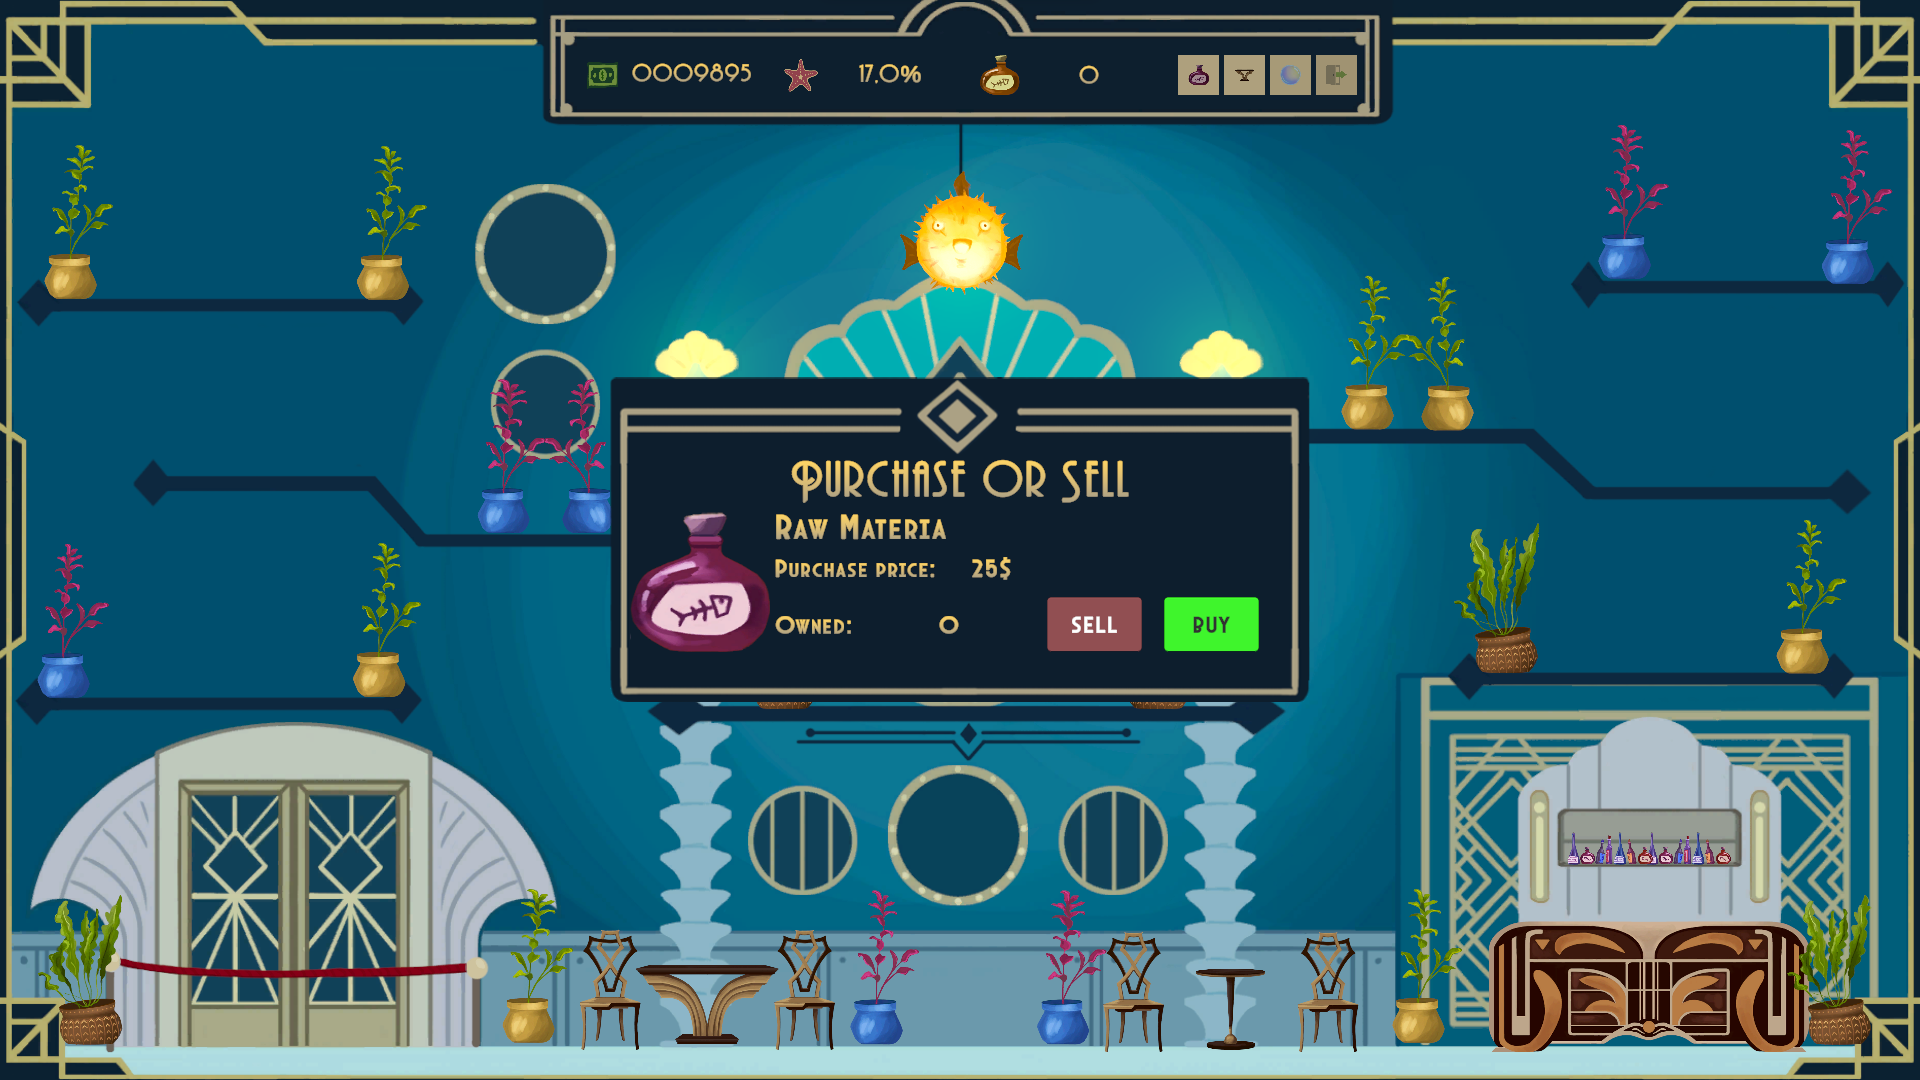 0009895 17.0% 0
Purchase or Sell
Raw Materia
Purchase price: 25$
Owned: 0 SELL BUY